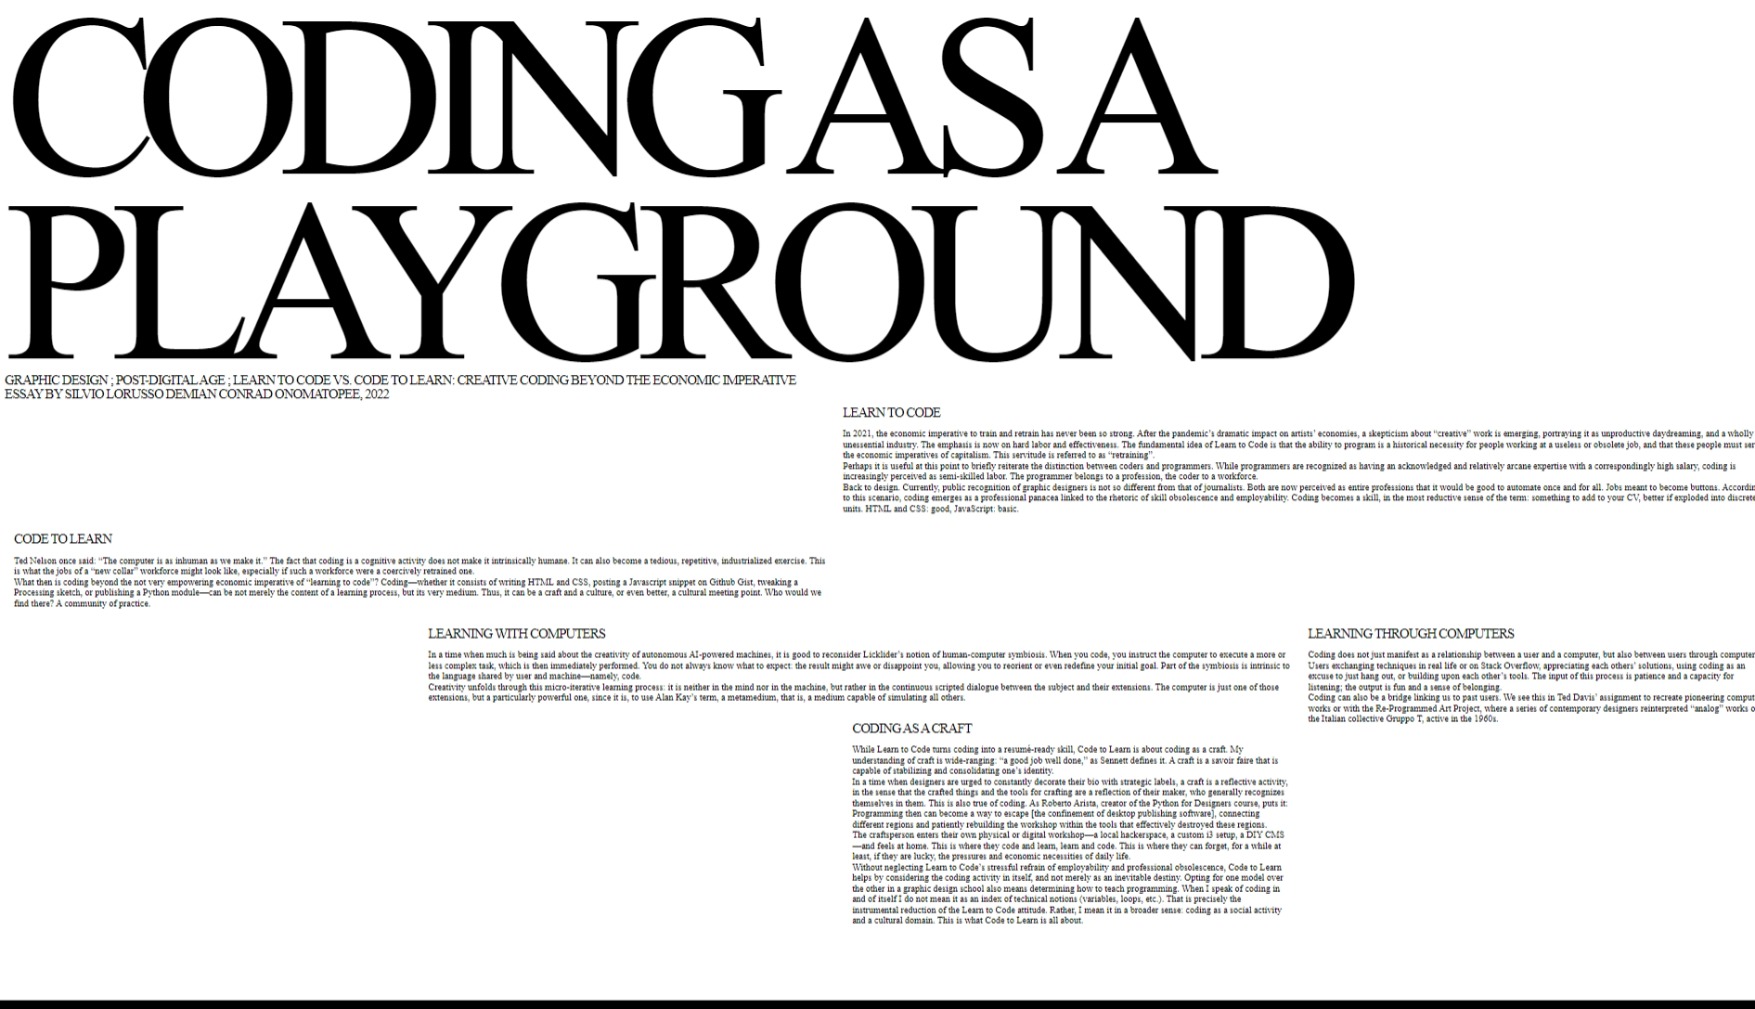 CODING AS A
PLAYGROUND
GRAPHIC DESIGN ; POST-DIGITAL AGE ; LEARN TO CODE VS. CODE TO LEARN: CREATIVE CODING BEYOND THE ECONOMIC IMPERATIVE
ESSAY BY SILVIO LORUSSO DEMIAN CONRAD ONOMATOPEE, 2022
LEARN TO CODE
In 2021, the economic imperative to train and retrain has never been so strong. After the pandemic's dramatic impact on artists' economies, a skepticism about “creative” work is emerging, portraying it as unproductive daydreaming, and a wholly
unessential industry. The emphasis is now on hard labor and effectiveness. The fundamental idea of Learn to Code is that the ability to program is a historical necessity for people working at a useless or obsolete job, and that these people must ser
the economic imperatives of capitalism. This servitude is referred to as “retraining”.
Perhaps it is useful at this point to briefly reiterate the distinction between coders and programmers. While programmers are recognized as having an acknowledged and relatively arcane expertise with a correspondingly high salary, coding is
increasingly perceived as semi-skilled labor. The programmer belongs to a profession, the coder to a workforce.
Back to design. Currently, public recognition of graphic designers is not so different from that of journalists. Both are now perceived as entire professions that it would be good to automate once and for all. Jobs meant to become buttons. Accordin
to this scenario, coding emerges as a professional panacea linked to the rhetoric of skill obsolescence and employability. Coding becomes a skill, in the most reductive sense of the term: something to add to your CV, better if exploded into discrete
units. HTML and CSS: good, JavaScript: basic.
CODE TO LEARN
Ted Nelson once said: “The computer is as inhuman as we make it.” The fact that coding is a cognitive activity does not make it intrinsically humane. It can also become a tedious, repetitive, industrialized exercise. This
is what the jobs of a “new collar” workforce might look like, especially if such a workforce were a coercively retrained one.
What then is coding beyond the not very empowering economic imperative of “learning to code”? Coding—whether it consists of writing HTML and CSS, posting a Javascript snippet on Github Gist, tweaking a
Processing sketch, or publishing a Python module—can be not merely the content of a learning process, but its very medium. Thus, it can be a craft and a culture, or even better, a cultural meeting point. Who would we
find there? A community of practice.
LEARNING WITH COMPUTERS
In a time when much is being said about the creativity of autonomous AI-powered machines, it is good to reconsider Licklider's notion of human-computer symbiosis. When you code, you instruct the computer to execute a more or
less complex task, which is then immediately performed. You do not always know what to expect: the result might awe or disappoint you, allowing you to reorient or even redefine your initial goal. Part of the symbiosis is intrinsic to
the language shared by user and machine—namely, code.
Creativity unfolds through this micro-iterative learning process: it is neither in the mind nor in the machine, but rather in the continuous scripted dialogue between the subject and their extensions. The computer is just one of those
extensions, but a particularly powerful one, since it is, to use Alan Kay's term, a metamedium, that is, a medium capable of simulating all others.
LEARNING THROUGH COMPUTERS
Coding does not just manifest as a relationship between a user and a computer, but also between users through computer
Users exchanging techniques in real life or on Stack Overflow, appreciating each others' solutions, using coding as an
excuse to just hang out, or building upon each other's tools. The input of this process is patience and a capacity for
listening; the output is fun and a sense of belonging.
Coding can also be a bridge linking us to past users. We see this in Ted Davis' assignment to recreate pioneering comput
works or with the Re-Programmed Art Project, where a series of contemporary designers reinterpreted “analog” works o
the Italian collective Gruppo T, active in the 1960s.
CODING AS A CRAFT
While Learn to Code turns coding into a resumé-ready skill, Code to Learn is about coding as a craft. My
understanding of craft is wide-ranging: “a good job well done,” as Sennett defines it. A craft is a savoir faire that is
capable of stabilizing and consolidating one's identity.
In a time when designers are urged to constantly decorate their bio with strategic labels, a craft is a reflective activity,
in the sense that the crafted things and the tools for crafting are a reflection of their maker, who generally recognizes
themselves in them. This is also true of coding. As Roberto Arista, creator of the Python for Designers course, puts it:
Programming then can become a way to escape [the confinement of desktop publishing software], connecting
different regions and patiently rebuilding the workshop within the tools that effectively destroyed these regions.
The craftsperson enters their own physical or digital workshop—a local hackerspace, a custom i3 setup, a DIY CMS
—and feels at home. This is where they code and learn, learn and code. This is where they can forget, for a while at
least, if they are lucky, the pressures and economic necessities of daily life.
Without neglecting Learn to Code's stressful refrain of employability and professional obsolescence, Code to Learn
helps by considering the coding activity in itself, and not merely as an inevitable destiny. Opting for one model over
the other in a graphic design school also means determining how to teach programming. When I speak of coding in
and of itself I do not mean it as an index of technical notions (variables, loops, etc.). That is precisely the
instrumental reduction of the Learn to Code attitude. Rather, I mean it in a broader sense: coding as a social activity
and a cultural domain. This is what Code to Learn is all about.